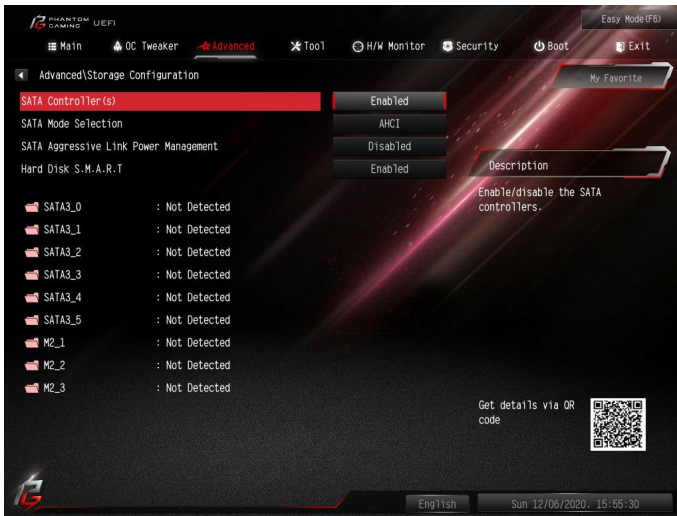 PHANTOM GAMING UEFI
Easy Mode(F6)
Main OC Tweaker Advanced Tool H/W Monitor Security Boot Exit
Advanced\Storage Configuration
My Favorite
SATA Controller(s) Enabled
SATA Mode Selection AHCI
SATA Aggressive Link Power Management Disabled
Hard Disk S.M.A.R.T Enabled
Description
Enable/disable the SATA
controllers.
SATA3_0 : Not Detected
SATA3_1 : Not Detected
SATA3_2 : Not Detected
SATA3_3 : Not Detected
SATA3_4 : Not Detected
SATA3_5 : Not Detected
M2_1 : Not Detected
M2_2 : Not Detected
M2_3 : Not Detected
Get details via QR
code
English
Sun 12/06/2020, 15:55:30